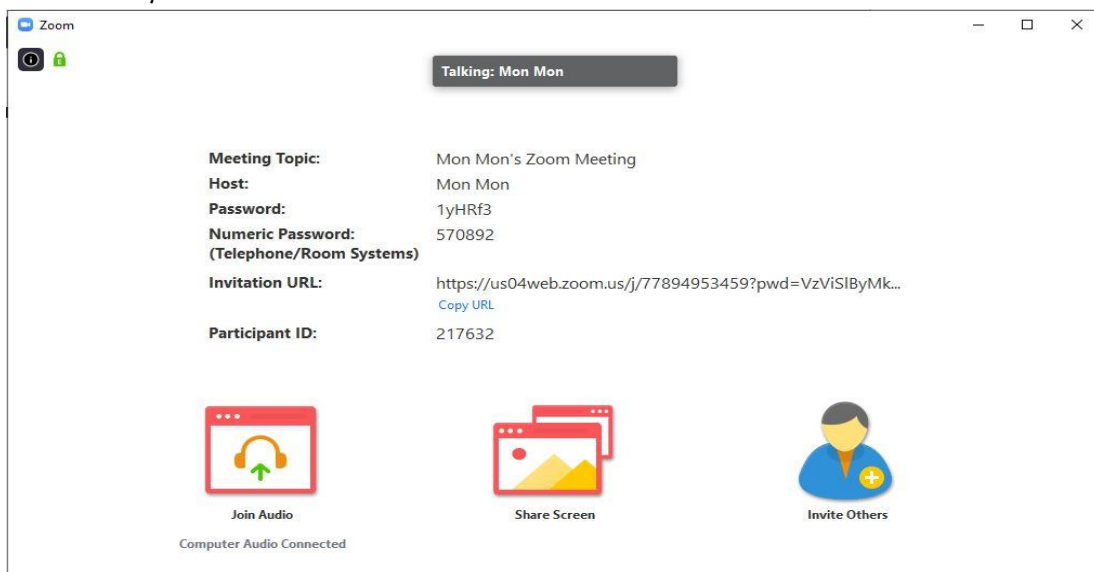 Zoom
Talking: Mon Mon
Meeting Topic: Mon Mon's Zoom Meeting
Host: Mon Mon
Password: 1yHRf3
Numeric Password: 570892
(Telephone/Room Systems)
Invitation URL: https://us04web.zoom.us/j/77894953459?pwd=VzViSlByMk...
Copy URL
Participant ID: 217632
Join Audio Share Screen Invite Others
Computer Audio Connected